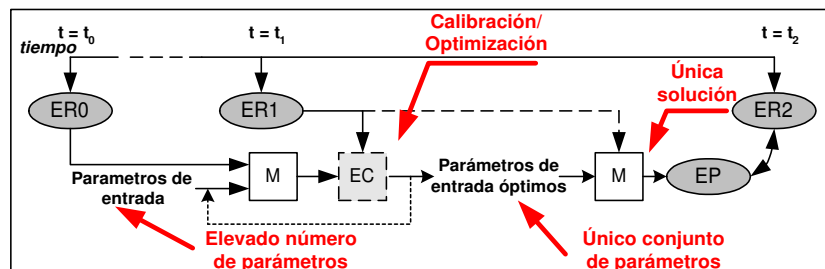 Calibración/
Optimización
t = t0
t = t1
t = t2
tiempo
Única
solución
ER0
ER1
ER2
Parametros de
entrada
M
EC
Parámetros de
entrada óptimos
M
EP
Elevado número
de parámetros
Único conjunto
de parámetros